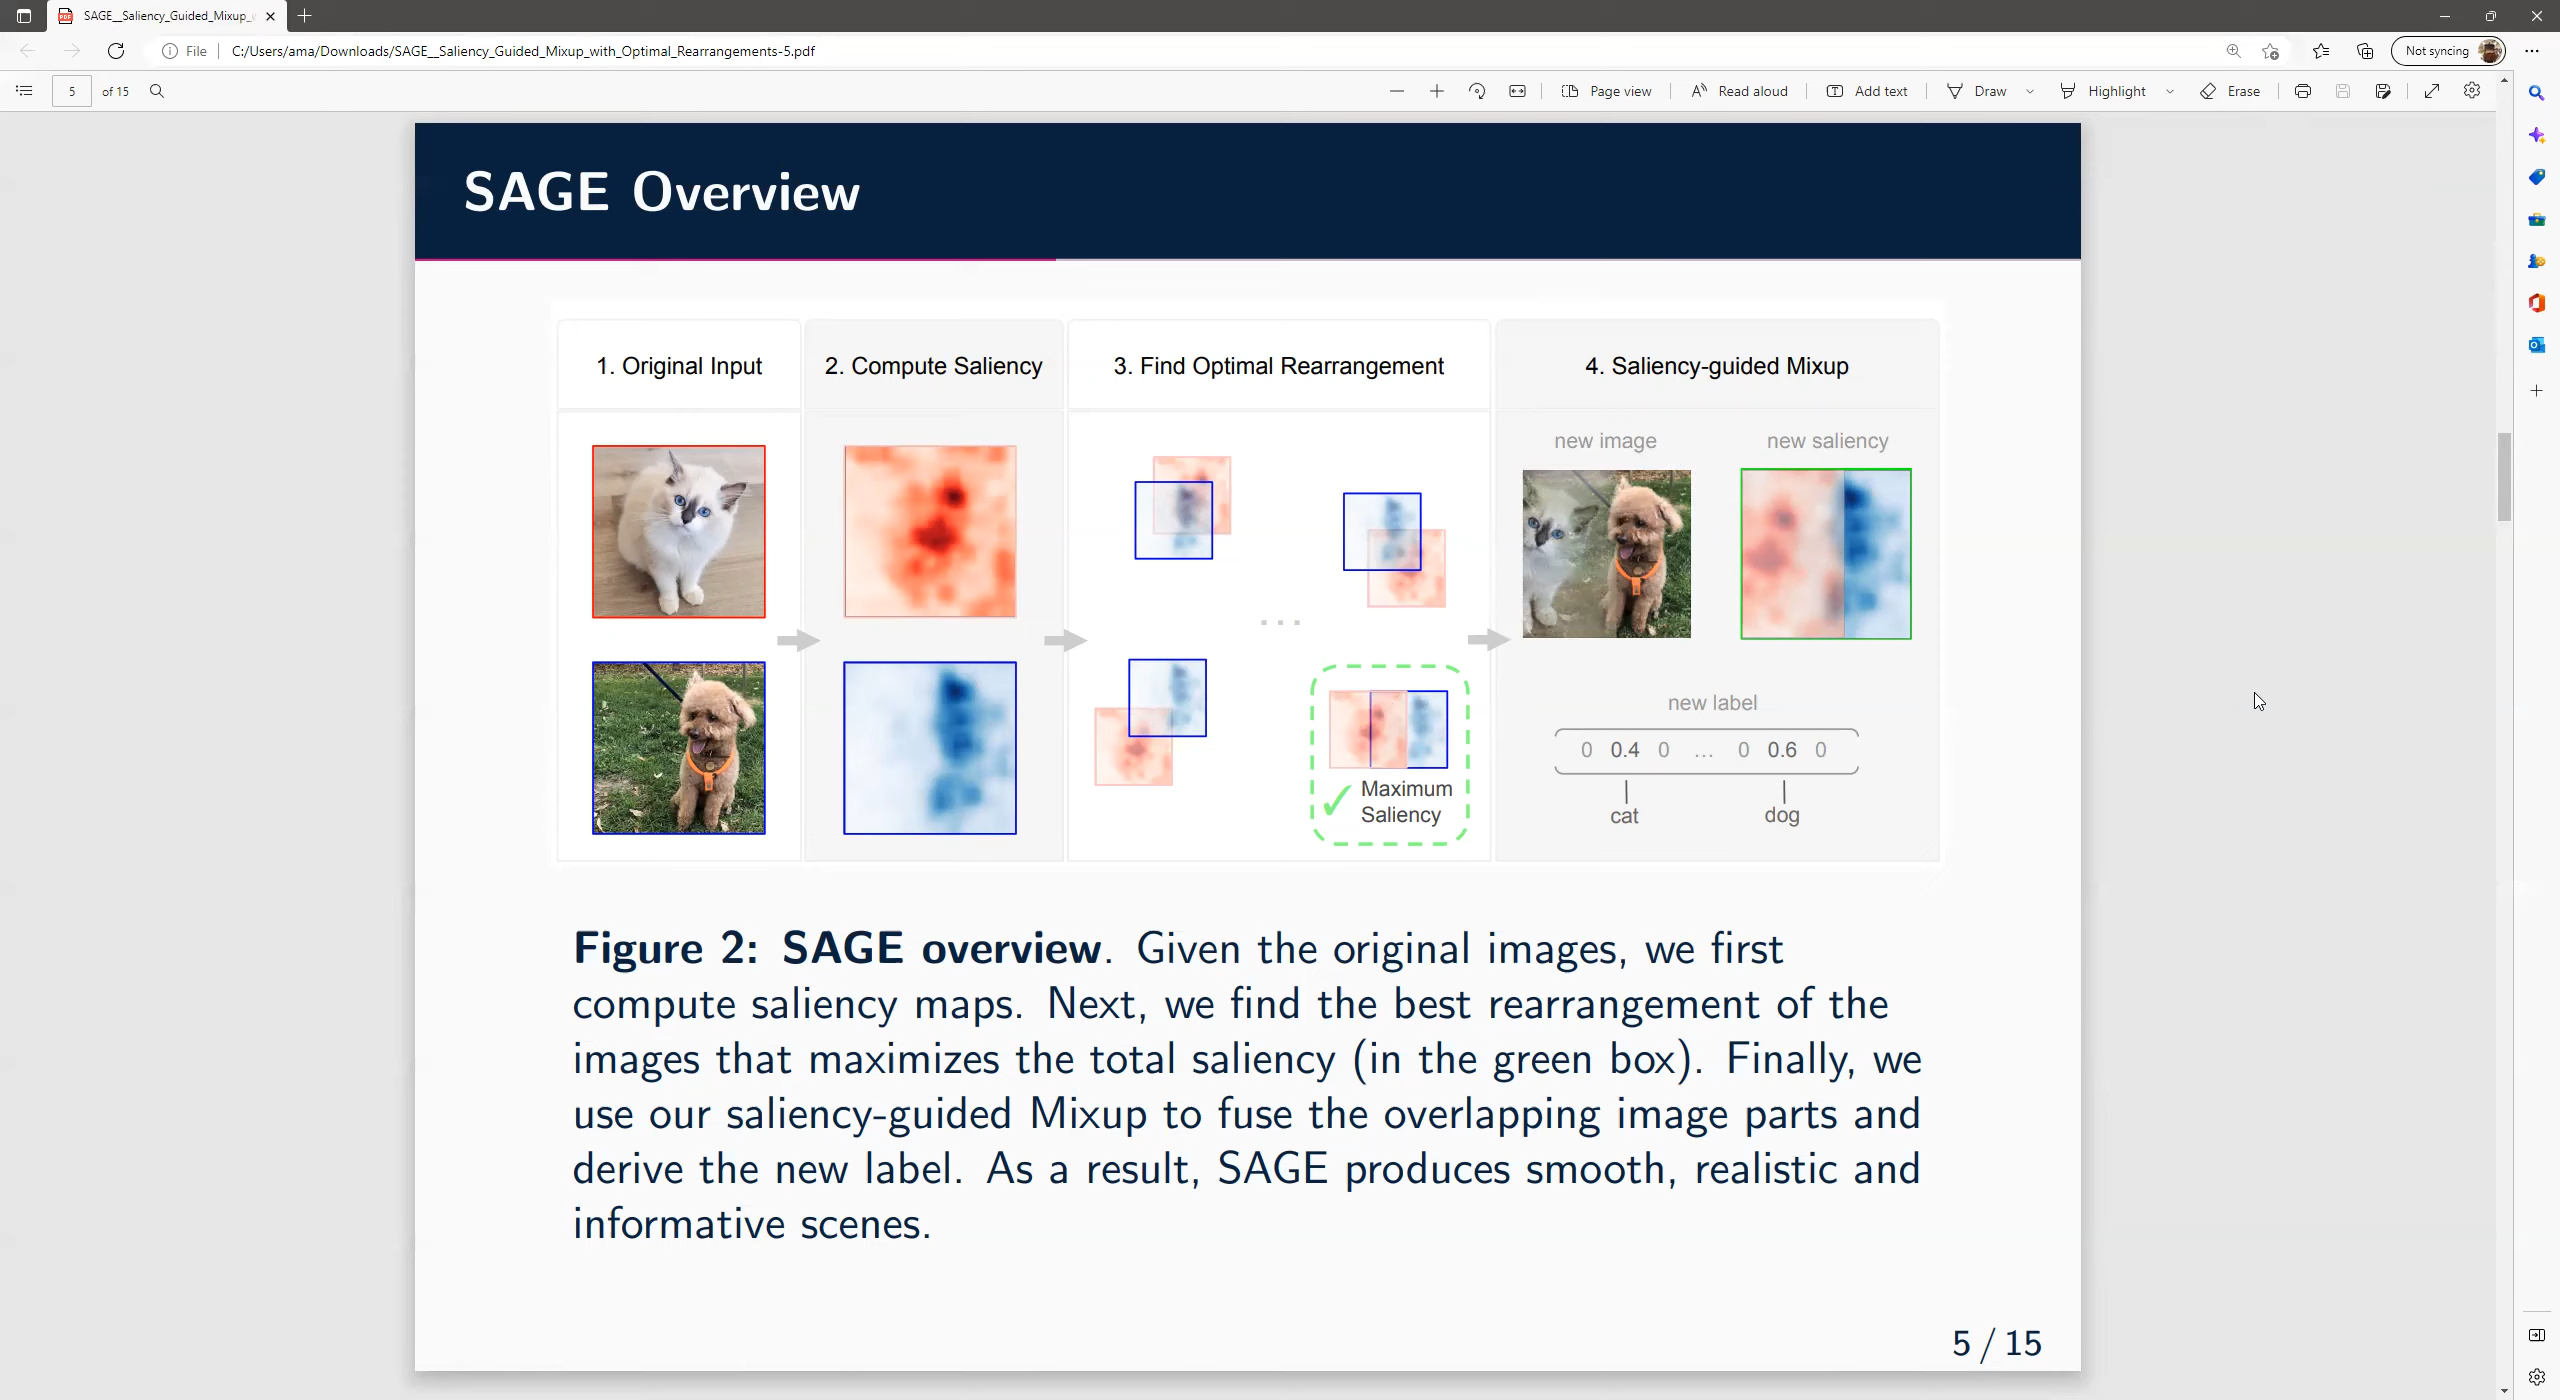 SAGE__Saliency_Guided_Mixup_
File
C:/Users/ama/Downloads/SAGE__Saliency_Guided_Mixup_with_Optimal_Rearrangements-5.pdf
Not syncing
5 of 15
Page view
Read aloud
Add text
Draw
Highlight
Erase
SAGE Overview
1. Original Input
2. Compute Saliency
3. Find Optimal Rearrangement
4. Saliency-guided Mixup
new image
new saliency
...
new label
0 0.4 0 ... 0 0.6 0
Maximum
Saliency
cat
dog
Figure 2: SAGE overview. Given the original images, we first
compute saliency maps. Next, we find the best rearrangement of the
images that maximizes the total saliency (in the green box). Finally, we
use our saliency-guided Mixup to fuse the overlapping image parts and
derive the new label. As a result, SAGE produces smooth, realistic and
informative scenes.
5 / 15